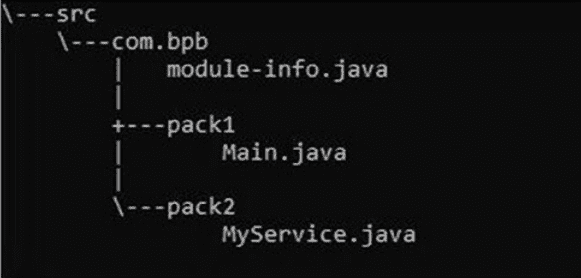 \---src
    \---com.bpb
        |   module-info.java
        |
        +---pack1
        |       Main.java
        |
        \---pack2
                MyService.java